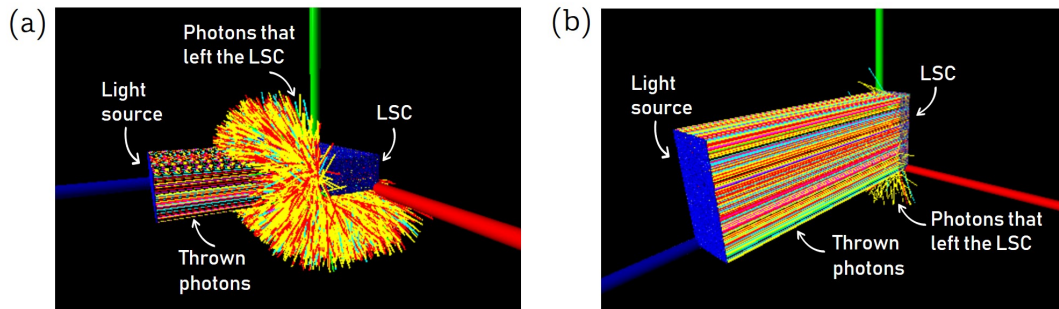 (a)
Photons that
left the LSC
Light
source
LSC
Thrown
photons
(b)
LSC
Light
source
Photons that
left the LSC
Thrown
photons